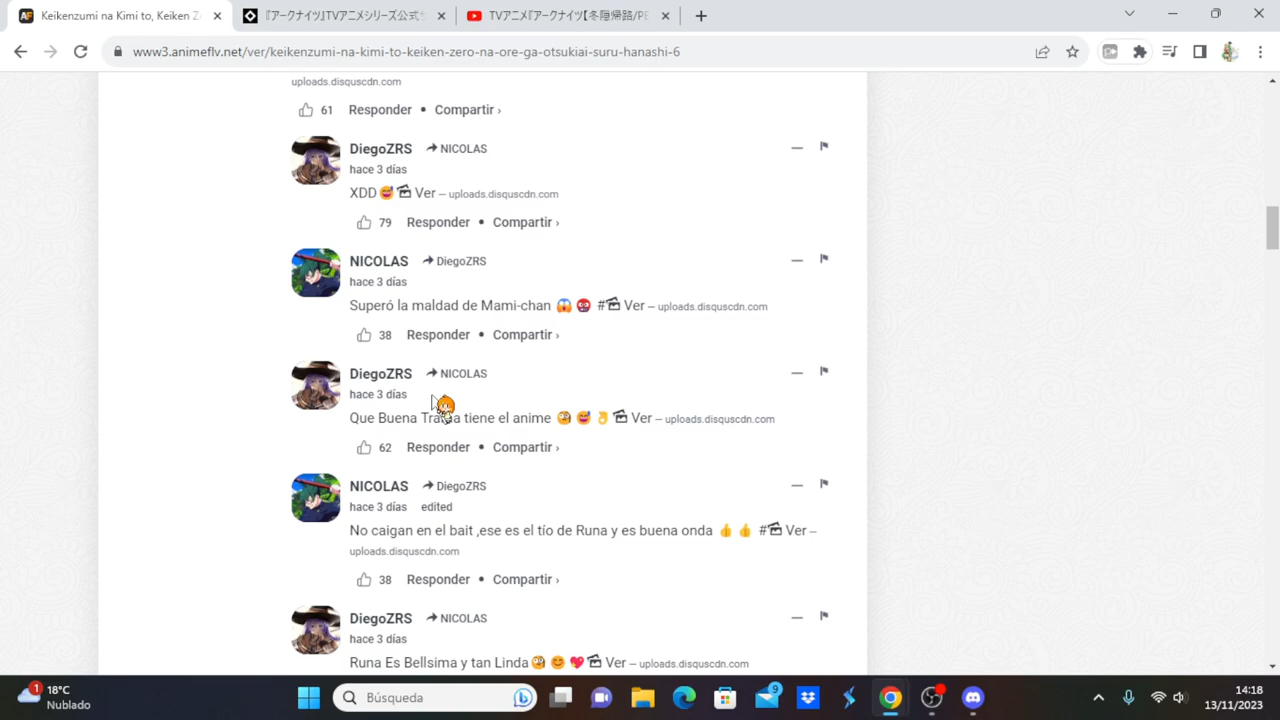 Keikenzumi na Kimi to, Keiken Ze
『アークナイツ』TVアニメシリーズ公式サ
TVアニメ『アークナイツ【冬隠帰路/PE
www3.animeflv.net/ver/keikenzumi-na-kimi-to-keiken-zero-na-ore-ga-otsukiai-suru-hanashi-6
uploads.disquscdn.com
61 Responder • Compartir ›
DiegoZRS NICOLAS
hace 3 días
XDD Ver – uploads.disquscdn.com
79 Responder • Compartir ›
NICOLAS DiegoZRS
hace 3 días
Superó la maldad de Mami-chan 😱 # Ver – uploads.disquscdn.com
38 Responder • Compartir ›
DiegoZRS NICOLAS
hace 3 días
Que Buena Trama tiene el anime 🧐 😅 👌 Ver – uploads.disquscdn.com
62 Responder • Compartir ›
NICOLAS DiegoZRS
hace 3 días edited
No caigan en el bait ,ese es el tío de Runa y es buena onda 👍 👍 # Ver –
uploads.disquscdn.com
38 Responder • Compartir ›
DiegoZRS NICOLAS
hace 3 días
Runa Es Bellsima y tan Linda 🧐 😊 💖 Ver – uploads.disquscdn.com
1
18°C
Nublado
Búsqueda
9
14:18
13/11/2023